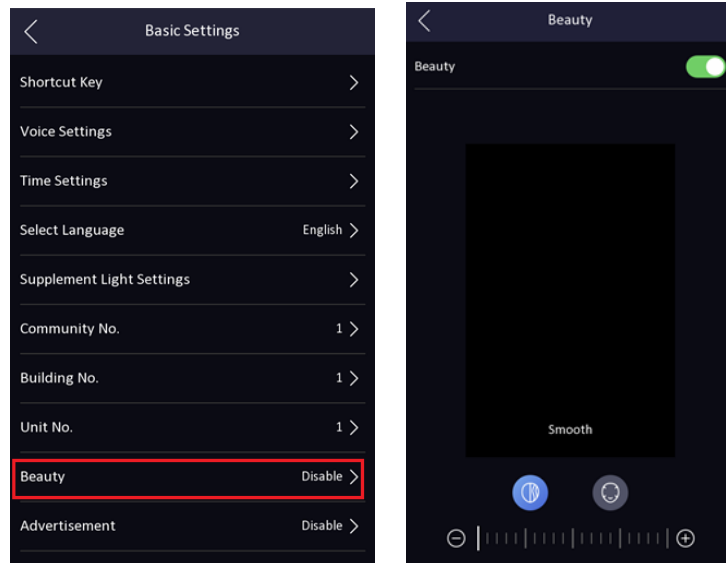 Basic Settings
Shortcut Key
Voice Settings
Time Settings
Select Language English
Supplement Light Settings
Community No. 1
Building No. 1
Unit No. 1
Beauty Disable
Advertisement Disable
Beauty
Beauty
Smooth